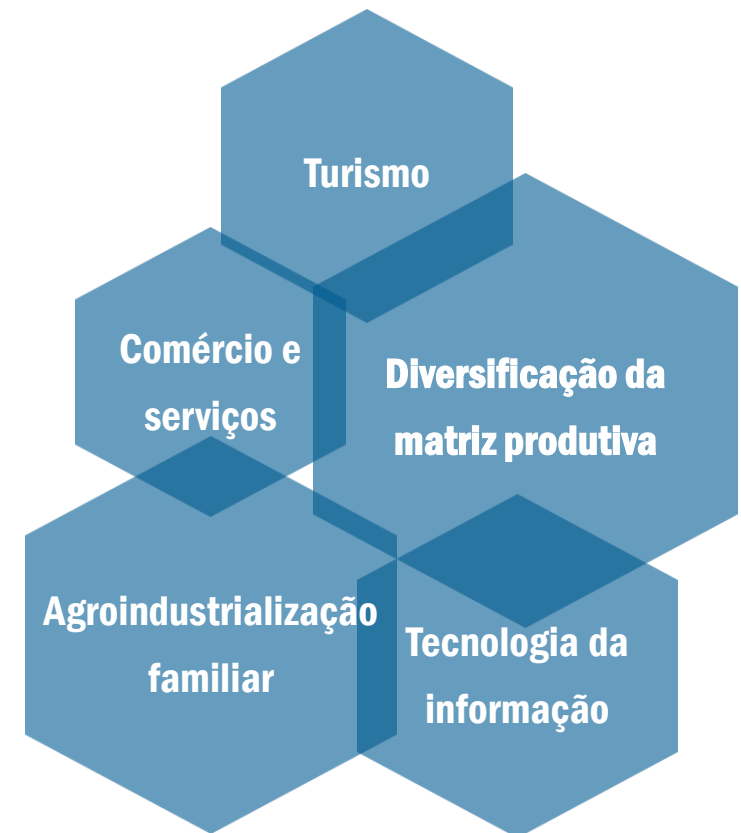 Turismo
Comércio e
serviços
Diversificação da
matriz produtiva
Agroindustrialização
familiar
Tecnologia da
informação